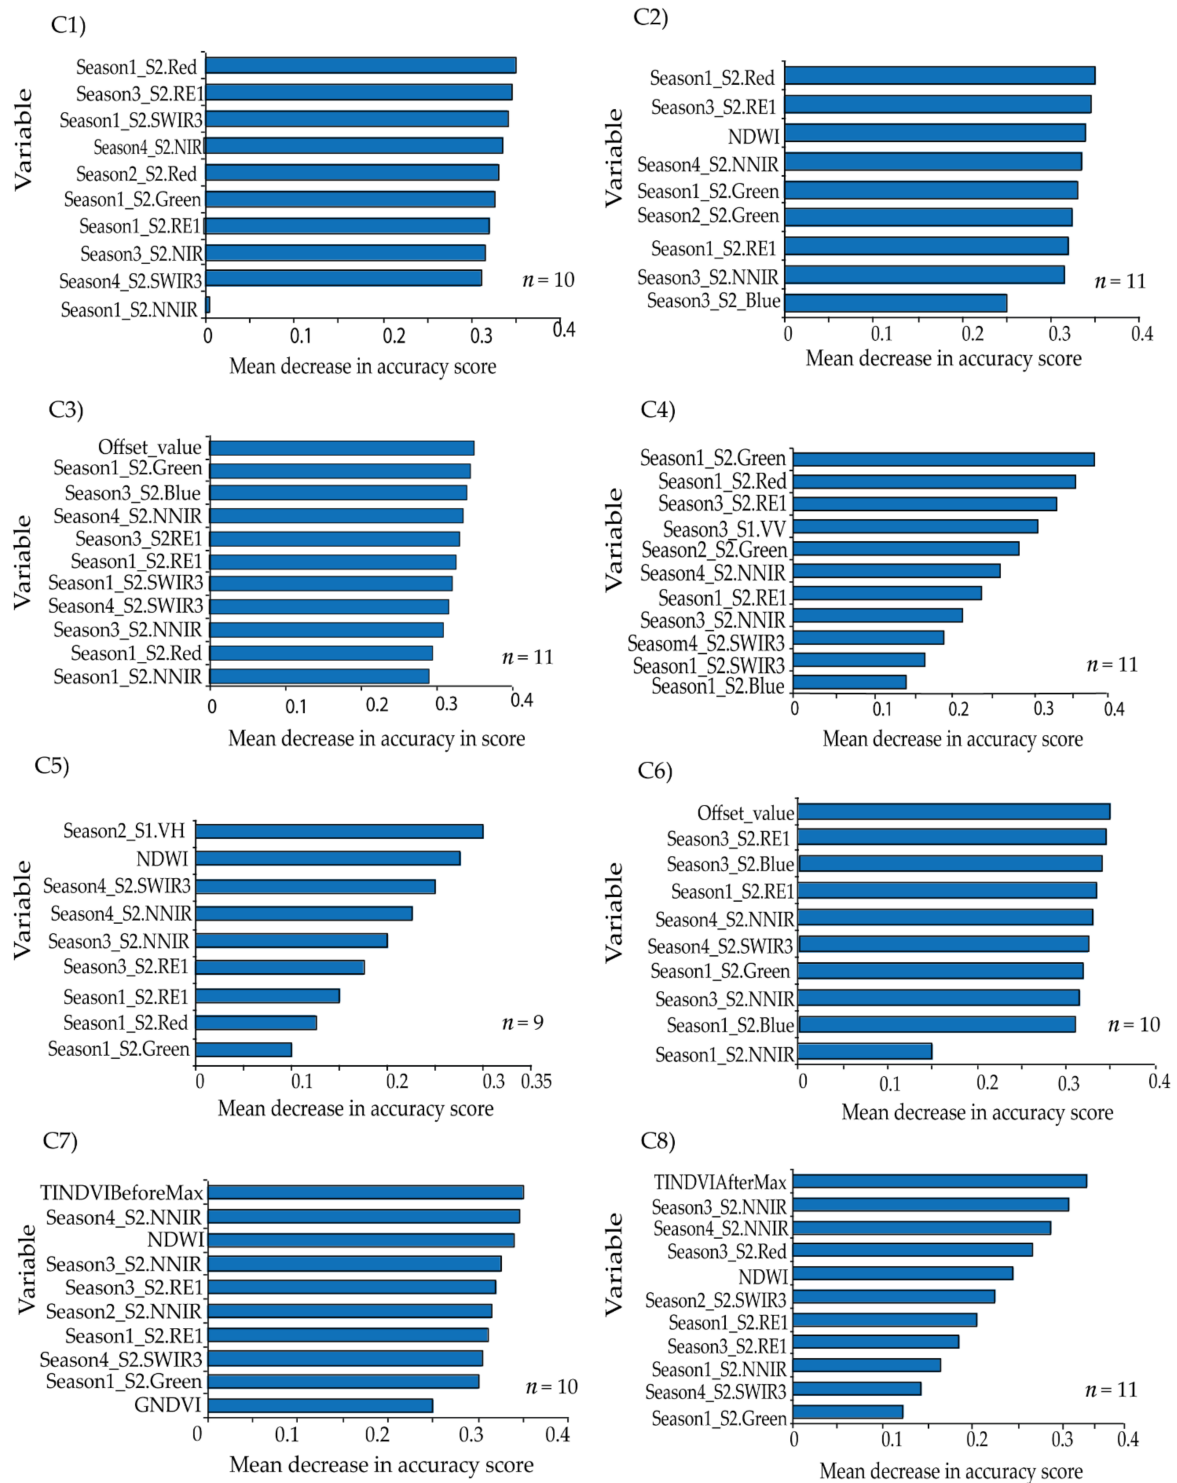 C1)
Variable
Season1_S2.Red
Season3_S2.RE1
Season1_S2.SWIR3
Season4_S2.NIR
Season2_S2.Red
Season1_S2.Green
Season1_S2.RE1
Season3_S2.NIR
Season4_S2.SWIR3
Season1_S2.NNIR
n = 10
0 0.1 0.2 0.3 0.4
Mean decrease in accuracy score
C2)
Variable
Season1_S2.Red
Season3_S2.RE1
NDWI
Season4_S2.NNIR
Season1_S2.Green
Season2_S2.Green
Season1_S2.RE1
Season3_S2.NNIR
Season3_S2_Blue
n = 11
0 0.1 0.2 0.3 0.4
Mean decrease in accuracy score
C3)
Variable
Offset_value
Season1_S2.Green
Season3_S2.Blue
Season4_S2.NNIR
Season3_S2RE1
Season1_S2.RE1
Season1_S2.SWIR3
Season4_S2.SWIR3
Season3_S2.NNIR
Season1_S2.Red
Season1_S2.NNIR
n = 11
0 0.1 0.2 0.3 0.4
Mean decrease in accuracy in score
C4)
Variable
Season1_S2.Green
Season1_S2.Red
Season3_S2.RE1
Season3_S1.VV
Season2_S2.Green
Season4_S2.NNIR
Season1_S2.RE1
Season3_S2.NNIR
Seasom4_S2.SWIR3
Season1_S2.SWIR3
Season1_S2.Blue
n = 11
0 0.1 0.2 0.3 0.4
Mean decrease in accuracy score
C5)
Variable
Season2_S1.VH
NDWI
Season4_S2.SWIR3
Season4_S2.NNIR
Season3_S2.NNIR
Season3_S2.RE1
Season1_S2.RE1
Season1_S2.Red
Season1_S2.Green
n = 9
0 0.1 0.2 0.3 0.35
Mean decrease in accuracy score
C6)
Variable
Offset_value
Season3_S2.RE1
Season3_S2.Blue
Season1_S2.RE1
Season4_S2.NNIR
Season4_S2.SWIR3
Season1_S2.Green
Season3_S2.NNIR
Season1_S2.Blue
Season1_S2.NNIR
n = 10
0 0.1 0.2 0.3 0.4
Mean decrease in accuracy score
C7)
Variable
TINDVIBeforeMax
Season4_S2.NNIR
NDWI
Season3_S2.NNIR
Season3_S2.RE1
Season2_S2.NNIR
Season1_S2.RE1
Season4_S2.SWIR3
Season1_S2.Green
GNDVI
n = 10
0 0.1 0.2 0.3 0.4
Mean decrease in accuracy score
C8)
Variable
TINDVIAfterMax
Season3_S2.NNIR
Season4_S2.NNIR
Season3_S2.Red
NDWI
Season2_S2.SWIR3
Season1_S2.RE1
Season3_S2.RE1
Season1_S2.NNIR
Season4_S2.SWIR3
Season1_S2.Green
n = 11
0 0.1 0.2 0.3 0.4
Mean decrease in accuracy score